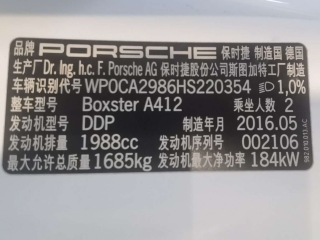 品牌 PORSCHE 保时捷 制造国 德国
生产厂Dr. Ing. h.c. F. Porsche AG 保时捷股份公司斯图加特工厂制造
车辆识别代号 WP0CA2986HS220354 1,0%
整车型号 Boxster A412 乘坐人数 2
发动机型号 DDP 制造年月 2016.05
发动机排量 1988cc 发动机序列号 002106
最大允许总质量 1685kg 发动机最大净功率 184kW
982.010.013.AC